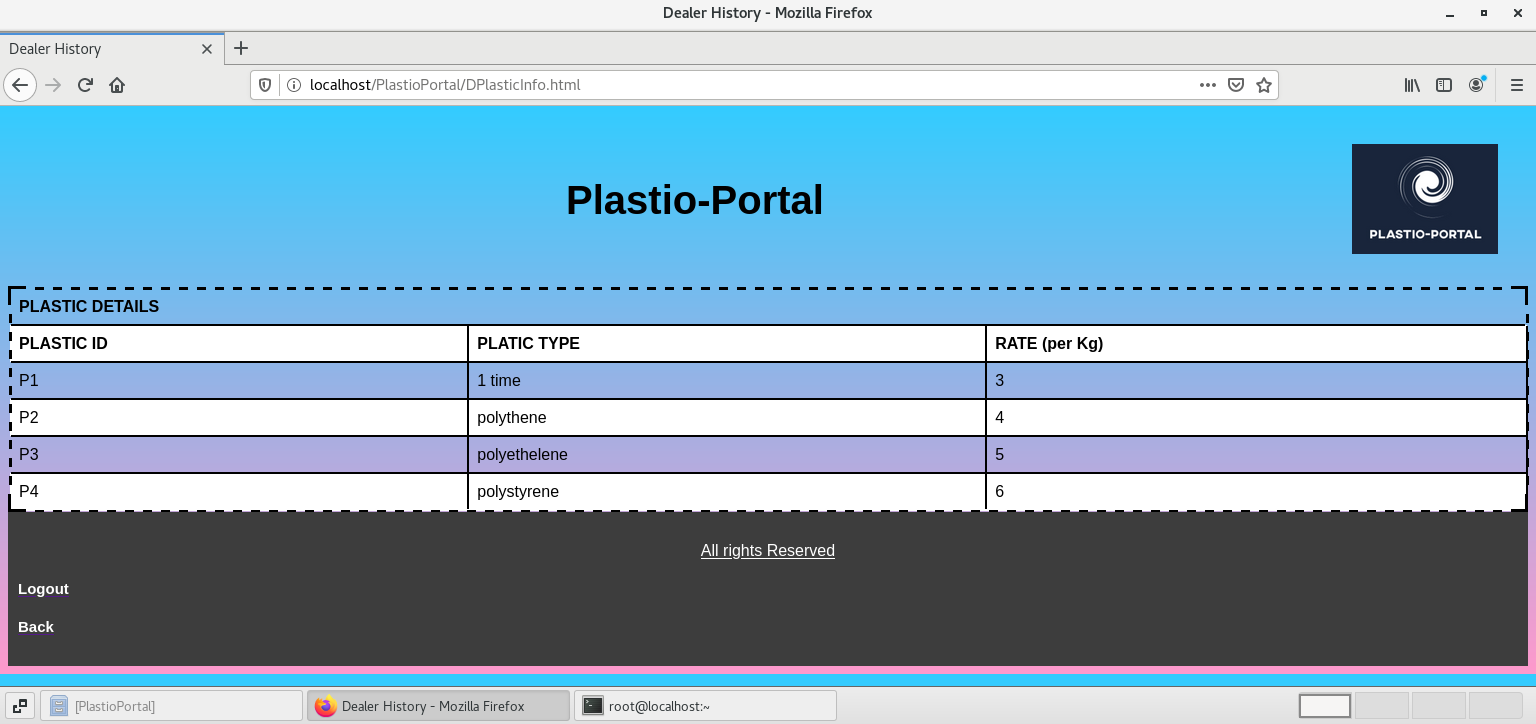 Dealer History - Mozilla Firefox
Dealer History
localhost/PlastioPortal/DPlasticInfo.html
Plastio-Portal
PLASTIO-PORTAL
PLASTIC DETAILS
PLASTIC ID PLATIC TYPE RATE (per Kg)
P1 1 time 3
P2 polythene 4
P3 polyethelene 5
P4 polystyrene 6
All rights Reserved
Logout
Back
[PlastioPortal] Dealer History - Mozilla Firefox root@localhost:~